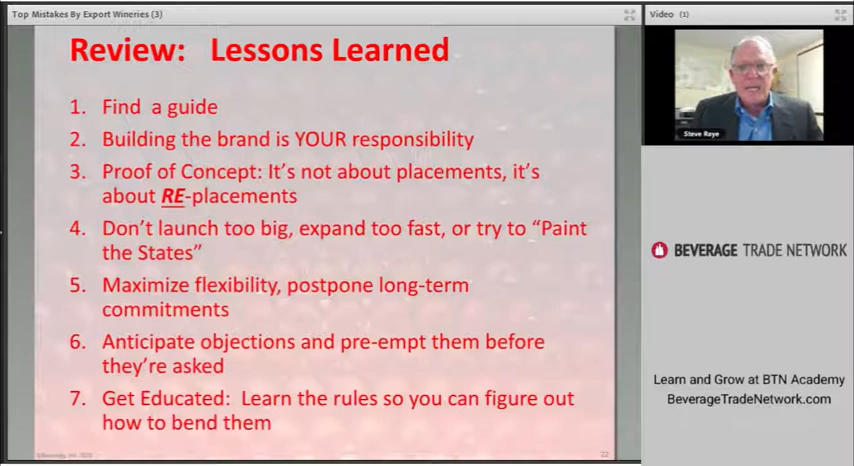 Top Mistakes By Export Wineries (3)
Video (1)
Review: Lessons Learned
1. Find a guide
2. Building the brand is YOUR responsibility
3. Proof of Concept: It's not about placements, it's
about RE-placements
4. Don't launch too big, expand too fast, or try to "Paint
the States"
5. Maximize flexibility, postpone long-term
commitments
6. Anticipate objections and pre-empt them before
they're asked
7. Get Educated: Learn the rules so you can figure out
how to bend them
22
Steve Raye
BEVERAGE TRADE NETWORK
Learn and Grow at BTN Academy
BeverageTradeNetwork.com